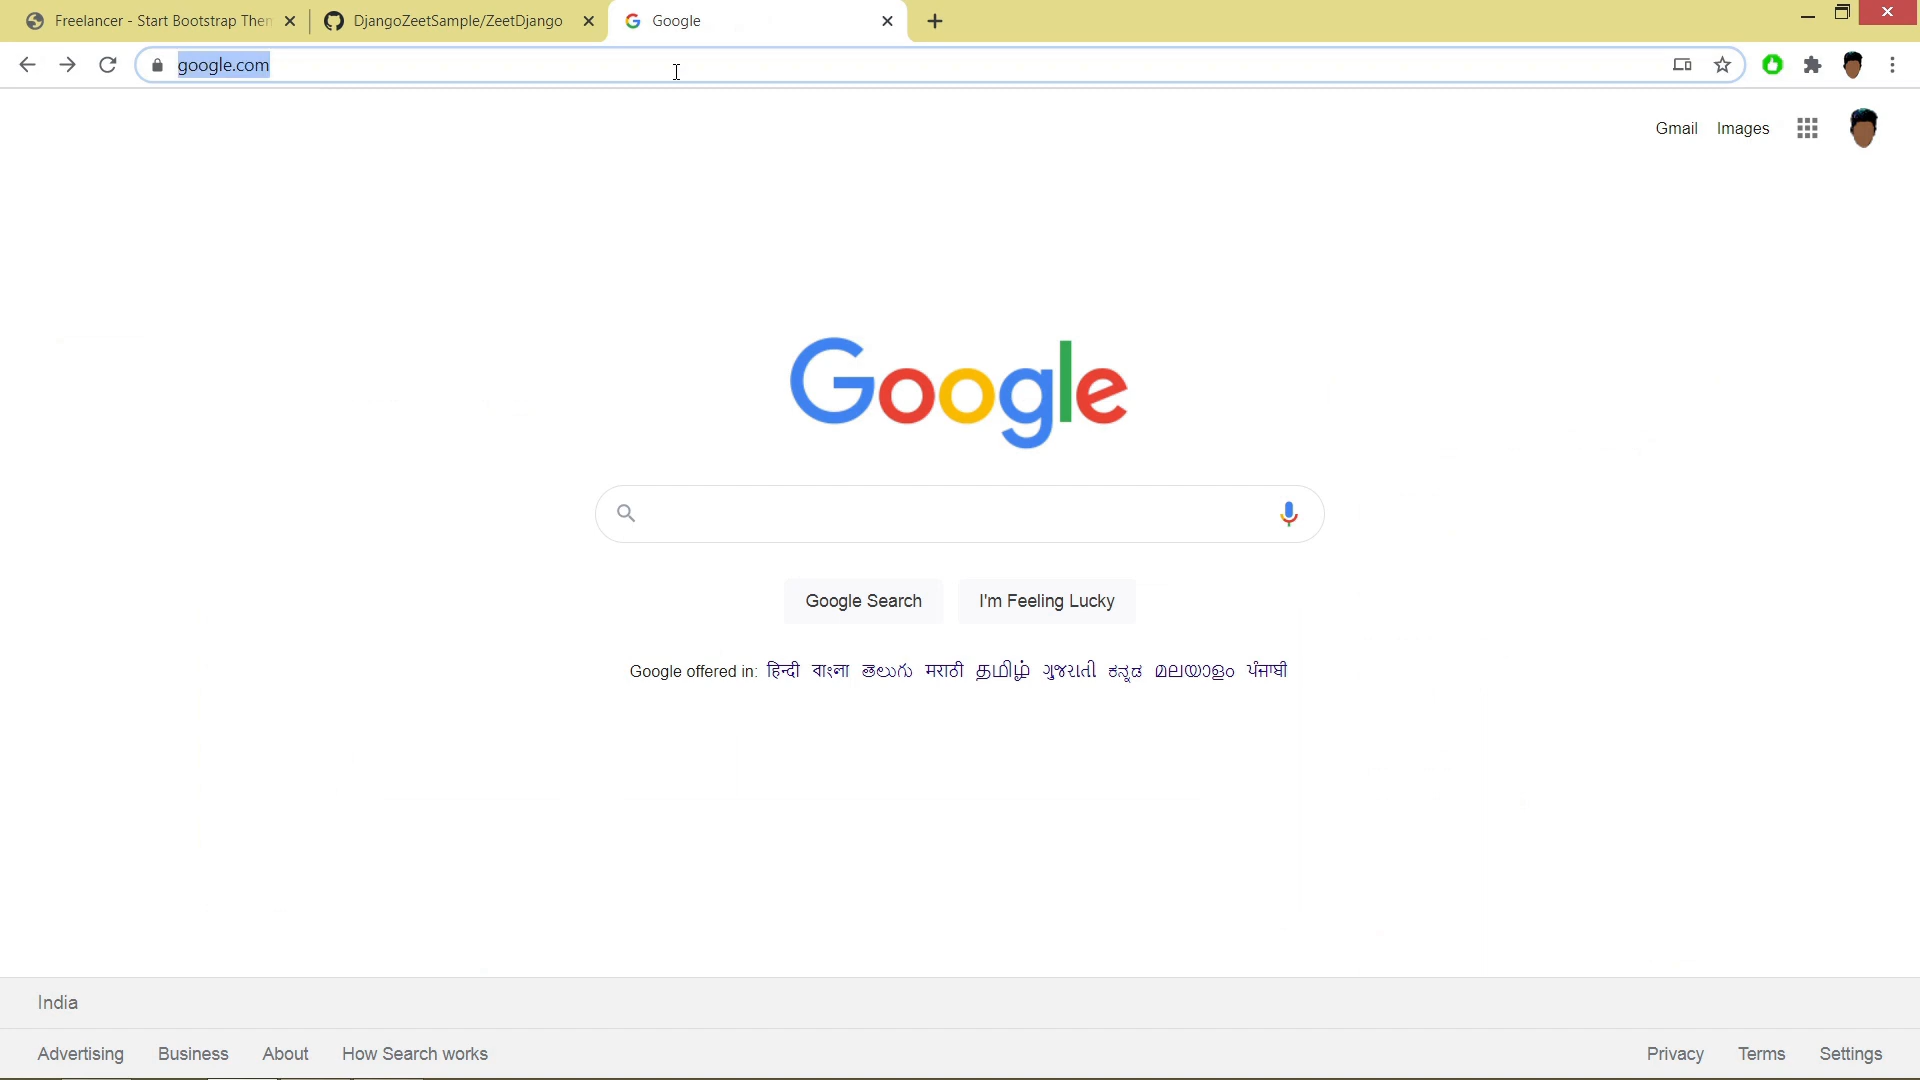 Freelancer - Start Bootstrap Them
DjangoZeetSample/ZeetDjango
Google
google.com
Gmail Images
Google
Google Search I'm Feeling Lucky
Google offered in: हिन्दी বাংলা తెలుగు मराठी தமிழ் ગુજરાતી ಕನ್ನಡ മലയാളം ਪੰਜਾਬੀ
India
Advertising Business About How Search works Privacy Terms Settings